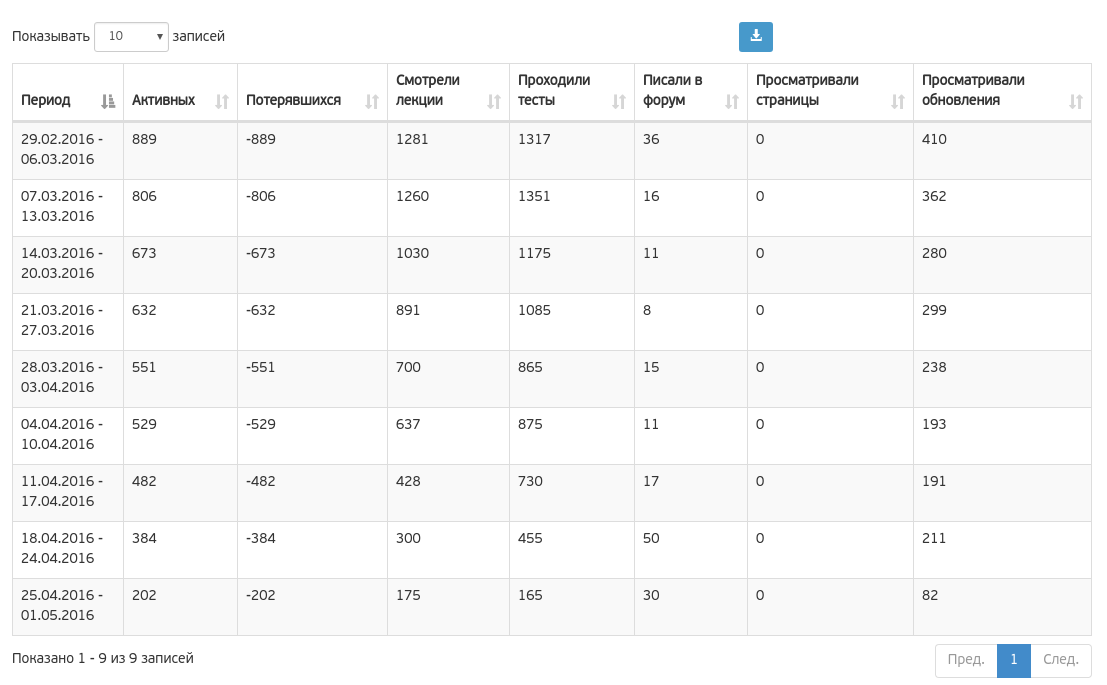 Показывать 10 записей
Период Активных Потерявшихся Смотрели лекции Проходили тесты Писали в форум Просматривали страницы Просматривали обновления
29.02.2016 - 06.03.2016 889 -889 1281 1317 36 0 410
07.03.2016 - 13.03.2016 806 -806 1260 1351 16 0 362
14.03.2016 - 20.03.2016 673 -673 1030 1175 11 0 280
21.03.2016 - 27.03.2016 632 -632 891 1085 8 0 299
28.03.2016 - 03.04.2016 551 -551 700 865 15 0 238
04.04.2016 - 10.04.2016 529 -529 637 875 11 0 193
11.04.2016 - 17.04.2016 482 -482 428 730 17 0 191
18.04.2016 - 24.04.2016 384 -384 300 455 50 0 211
25.04.2016 - 01.05.2016 202 -202 175 165 30 0 82
Показано 1 - 9 из 9 записей Пред. 1 След.